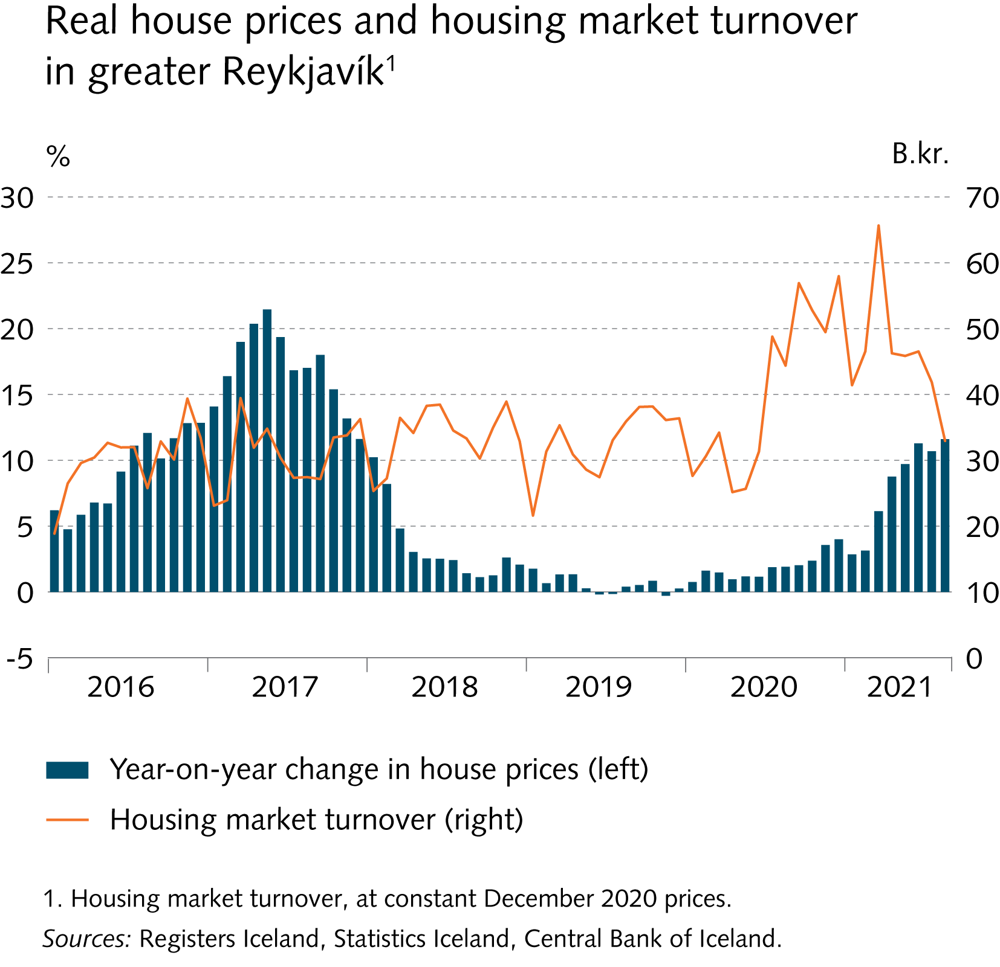 Real house prices and housing market turnover
in greater Reykjavík¹
% B.kr.
30 70
25 60
20 50
15 40
10 30
5 20
0 10
-5 0
2016 2017 2018 2019 2020 2021
Year-on-year change in house prices (left)
Housing market turnover (right)
1. Housing market turnover, at constant December 2020 prices.
Sources: Registers Iceland, Statistics Iceland, Central Bank of Iceland.